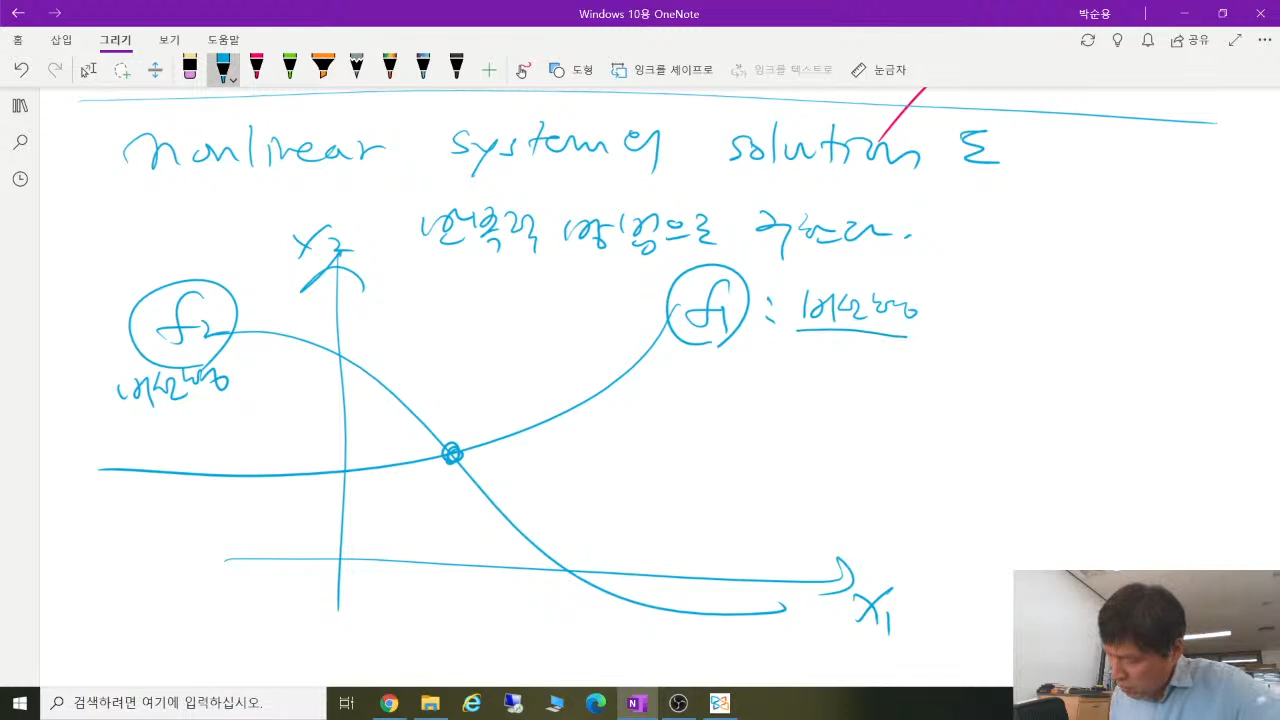 Windows 10용 OneNote
박순용
홈 삽입 그리기 보기 도움말
공유
도형 잉크를 셰이프로 잉크를 텍스트로 눈금자
nonlinear system의 solution도
반복적 방법으로 구한다.
x2
f2
f1 : 비선형
비선형
x1
검색하려면 여기에 입력하십시오.